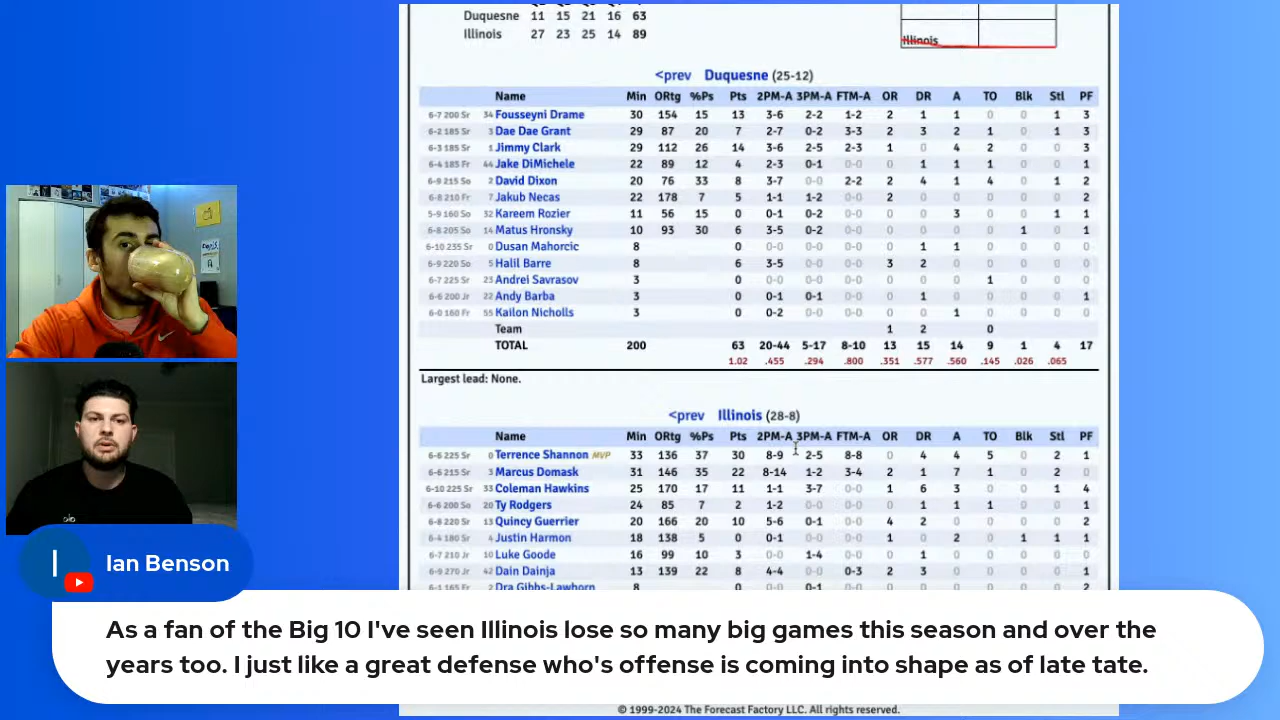 Duquesne 11 15 21 16 63
Illinois 27 23 25 14 89
Illinois
<prev Duquesne (25-12)
Name Min ORtg %Ps Pts 2PM-A 3PM-A FTM-A OR DR A TO Blk Stl PF
6-7 200 Sr 34 Fousseyni Drame 30 154 15 13 3-6 2-2 1-2 2 1 1 0 0 1 3
6-2 185 Sr 3 Dae Dae Grant 29 87 20 7 2-7 0-2 3-3 2 3 2 1 0 1 3
6-3 185 Sr 1 Jimmy Clark 29 112 26 14 3-6 2-5 2-3 1 0 4 2 0 0 3
6-4 185 Fr 44 Jake DiMichele 22 89 12 4 2-3 0-1 0-0 0 1 1 1 0 0 1
6-9 215 So 2 David Dixon 20 76 33 8 3-7 0-0 2-2 2 4 1 4 0 1 2
6-8 210 Fr 7 Jakub Necas 22 178 7 5 1-1 1-2 0-0 2 0 0 0 0 0 2
5-9 160 So 32 Kareem Rozier 11 56 15 0 0-1 0-2 0-0 0 0 3 0 0 1 1
6-8 205 So 14 Matus Hronsky 10 93 30 6 3-5 0-2 0-0 0 0 0 0 1 0 1
6-10 235 Sr 0 Dusan Mahorcic 8 0 0-0 0-0 0-0 0 1 1 0 0 0 0
6-9 220 So 5 Halil Barre 8 6 3-5 0-0 0-0 3 2 0 0 0 0 0
6-7 225 Sr 23 Andrei Savrasov 3 0 0-0 0-0 0-0 0 0 0 1 0 0 0
6-6 200 Jr 22 Andy Barba 3 0 0-1 0-1 0-0 0 1 0 0 0 0 1
6-0 160 Fr 55 Kailon Nicholls 3 0 0-2 0-0 0-0 0 0 1 0 0 0 0
Team 1 2 0
TOTAL 200 63 20-44 5-17 8-10 13 15 14 9 1 4 17
1.02 .455 .294 .800 .351 .577 .560 .145 .026 .065
Largest lead: None.
<prev Illinois (28-8)
Name Min ORtg %Ps Pts 2PM-A 3PM-A FTM-A OR DR A TO Blk Stl PF
6-6 225 Sr 0 Terrence Shannon MVP 33 136 37 30 8-9 2-5 8-8 0 4 4 5 0 2 1
6-6 215 Sr 3 Marcus Domask 31 146 35 22 8-14 1-2 3-4 2 1 7 1 0 2 0
6-10 225 Sr 33 Coleman Hawkins 25 170 17 11 1-1 3-7 0-0 1 6 3 0 0 1 4
6-6 200 So 20 Ty Rodgers 24 85 7 2 1-2 0-0 0-0 0 1 1 1 0 0 1
6-8 220 Sr 13 Quincy Guerrier 20 166 20 10 5-6 0-1 0-0 4 2 0 0 0 0 2
6-4 180 Sr 4 Justin Harmon 18 138 5 0 0-1 0-0 0-0 1 0 2 0 1 1 1
6-7 210 Jr 10 Luke Goode 16 99 10 3 0-0 1-4 0-0 0 1 0 0 0 0 0
6-9 270 Jr 42 Dain Dainja 13 139 22 8 4-4 0-0 0-3 2 3 0 0 0 0 1
6-1 165 Fr 2 Dra Gibbs-Lawhorn 8 0 0-0 0-1 0-0 0 0 0 0 0 0 2
I Ian Benson
As a fan of the Big 10 I've seen Illinois lose so many big games this season and over the
years too. I just like a great defense who's offense is coming into shape as of late tate.
© 1999-2024 The Forecast Factory LLC. All rights reserved.